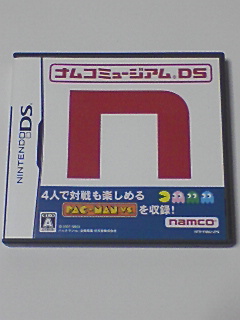 ナムコミュージアム DS
NINTENDO DS
4人で対戦も楽しめる
PAC-MAN VS. を収録!
A
namco